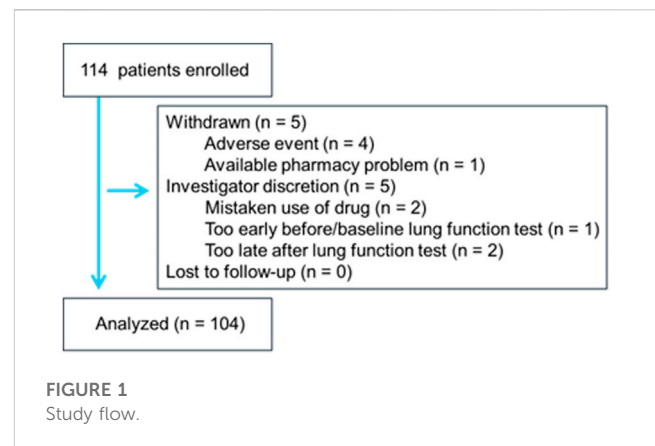 114 patients enrolled
Withdrawn (n = 5)
Adverse event (n = 4)
Available pharmacy problem (n = 1)
Investigator discretion (n = 5)
Mistaken use of drug (n = 2)
Too early before/baseline lung function test (n = 1)
Too late after lung function test (n = 2)
Lost to follow-up (n = 0)
Analyzed (n = 104)
FIGURE 1
Study flow.